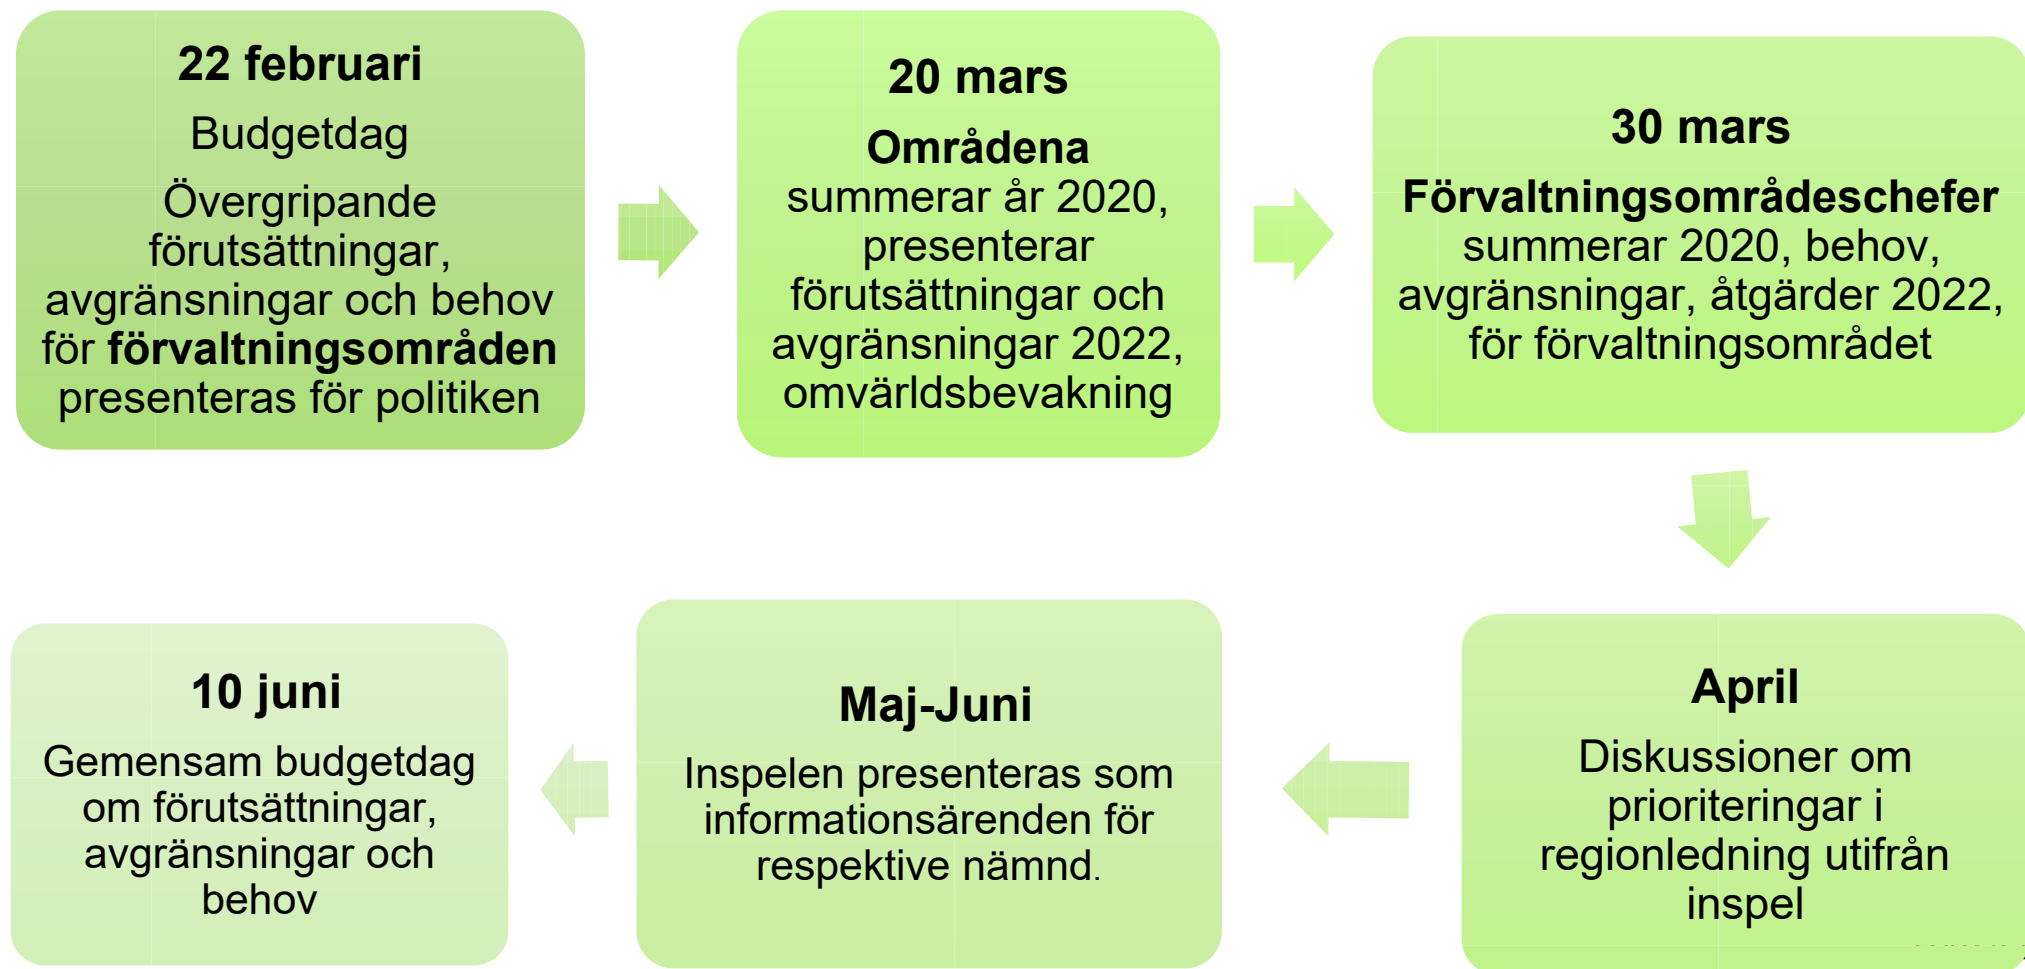 22 februari
Budgetdag
Övergripande
förutsättningar,
avgränsningar och behov
för förvaltningsområden
presenteras för politiken
20 mars
Områdena
summerar år 2020,
presenterar
förutsättningar och
avgränsningar 2022,
omvärldsbevakning
30 mars
Förvaltningsområdeschefer
summerar 2020, behov,
avgränsningar, åtgärder 2022,
för förvaltningsområdet
April
Diskussioner om
prioriteringar i
regionledning utifrån
inspel
Maj-Juni
Inspelen presenteras som
informationsärenden för
respektive nämnd.
10 juni
Gemensam budgetdag
om förutsättningar,
avgränsningar och
behov